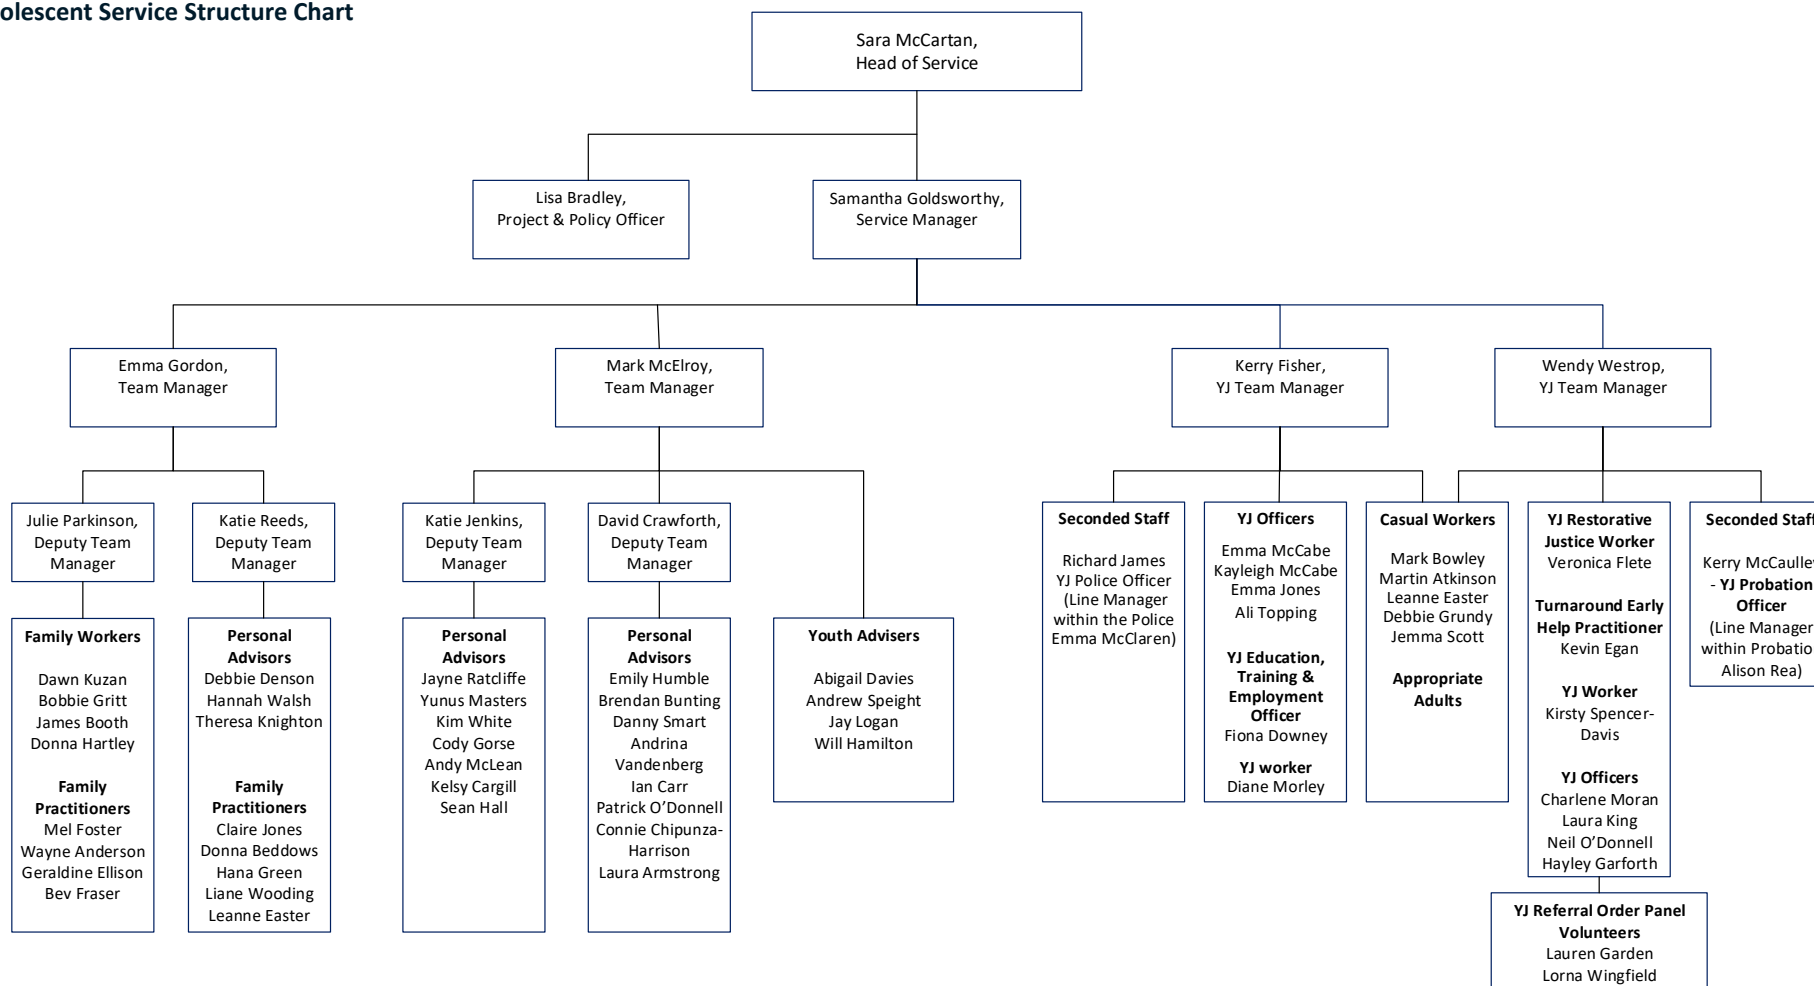 olescent Service Structure Chart
Sara McCartan,
Head of Service
Lisa Bradley,
Project & Policy Officer
Samantha Goldsworthy,
Service Manager
Emma Gordon,
Team Manager
Mark McElroy,
Team Manager
Kerry Fisher,
YJ Team Manager
Wendy Westrop,
YJ Team Manager
Julie Parkinson,
Deputy Team
Manager
Katie Reeds,
Deputy Team
Manager
Katie Jenkins,
Deputy Team
Manager
David Crawforth,
Deputy Team
Manager
Family Workers
Dawn Kuzan
Bobbie Gritt
James Booth
Donna Hartley
Family
Practitioners
Mel Foster
Wayne Anderson
Geraldine Ellison
Bev Fraser
Personal
Advisors
Debbie Denson
Hannah Walsh
Theresa Knighton
Family
Practitioners
Claire Jones
Donna Beddows
Hana Green
Liane Wooding
Leanne Easter
Personal
Advisors
Jayne Ratcliffe
Yunus Masters
Kim White
Cody Gorse
Andy McLean
Kelsy Cargill
Sean Hall
Personal
Advisors
Emily Humble
Brendan Bunting
Danny Smart
Andrina
Vandenberg
Ian Carr
Patrick O’Donnell
Connie Chipunza-
Harrison
Laura Armstrong
Youth Advisers
Abigail Davies
Andrew Speight
Jay Logan
Will Hamilton
Seconded Staff
Richard James
YJ Police Officer
(Line Manager
within the Police
Emma McClaren)
YJ Officers
Emma McCabe
Kayleigh McCabe
Emma Jones
Ali Topping
YJ Education,
Training &
Employment
Officer
Fiona Downey
YJ worker
Diane Morley
Casual Workers
Mark Bowley
Martin Atkinson
Leanne Easter
Debbie Grundy
Jemma Scott
Appropriate
Adults
YJ Restorative
Justice Worker
Veronica Flete
Turnaround Early
Help Practitioner
Kevin Egan
YJ Worker
Kirsty Spencer-
Davis
YJ Officers
Charlene Moran
Laura King
Neil O’Donnell
Hayley Garforth
Seconded Staff
Kerry McCaulley
- YJ Probation
Officer
(Line Manager
within Probation
Alison Rea)
YJ Referral Order Panel
Volunteers
Lauren Garden
Lorna Wingfield